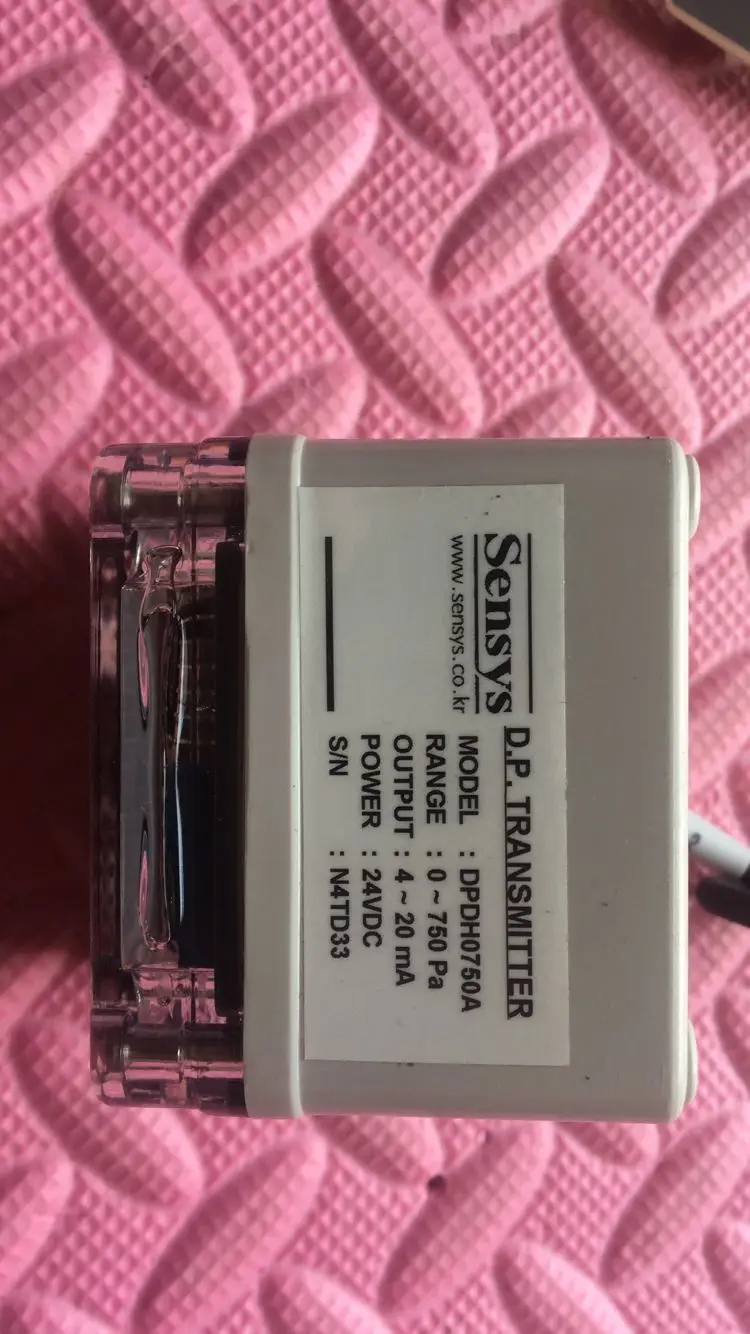 Sensys
www.sensys.co.kr
D.P. TRANSMITTER
MODEL : DPDH0750A
RANGE : 0 ~ 750 Pa
OUTPUT : 4 ~ 20 mA
POWER : 24VDC
S/N : N4TD33